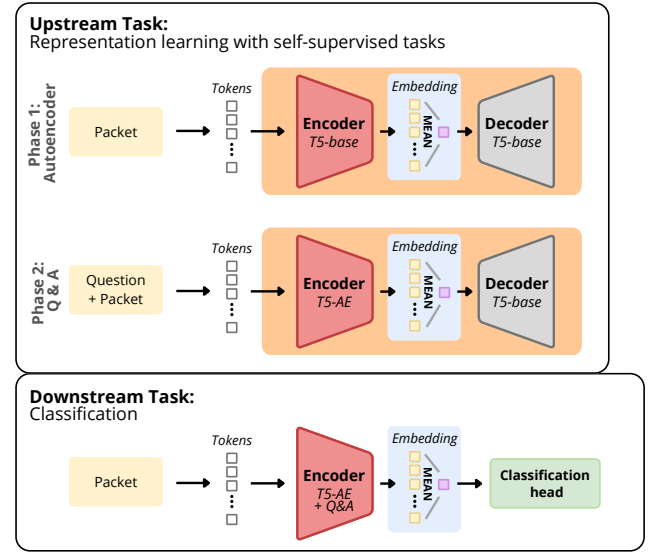 Upstream Task:
Representation learning with self-supervised tasks
Phase 1:
Autoencoder
Packet
Tokens
Encoder
T5-base
Embedding
MEAN
Decoder
T5-base
Phase 2:
Q & A
Question
+ Packet
Tokens
Encoder
T5-AE
Embedding
MEAN
Decoder
T5-base
Downstream Task:
Classification
Packet
Tokens
Encoder
T5-AE
+ Q&A
Embedding
MEAN
Classification
head